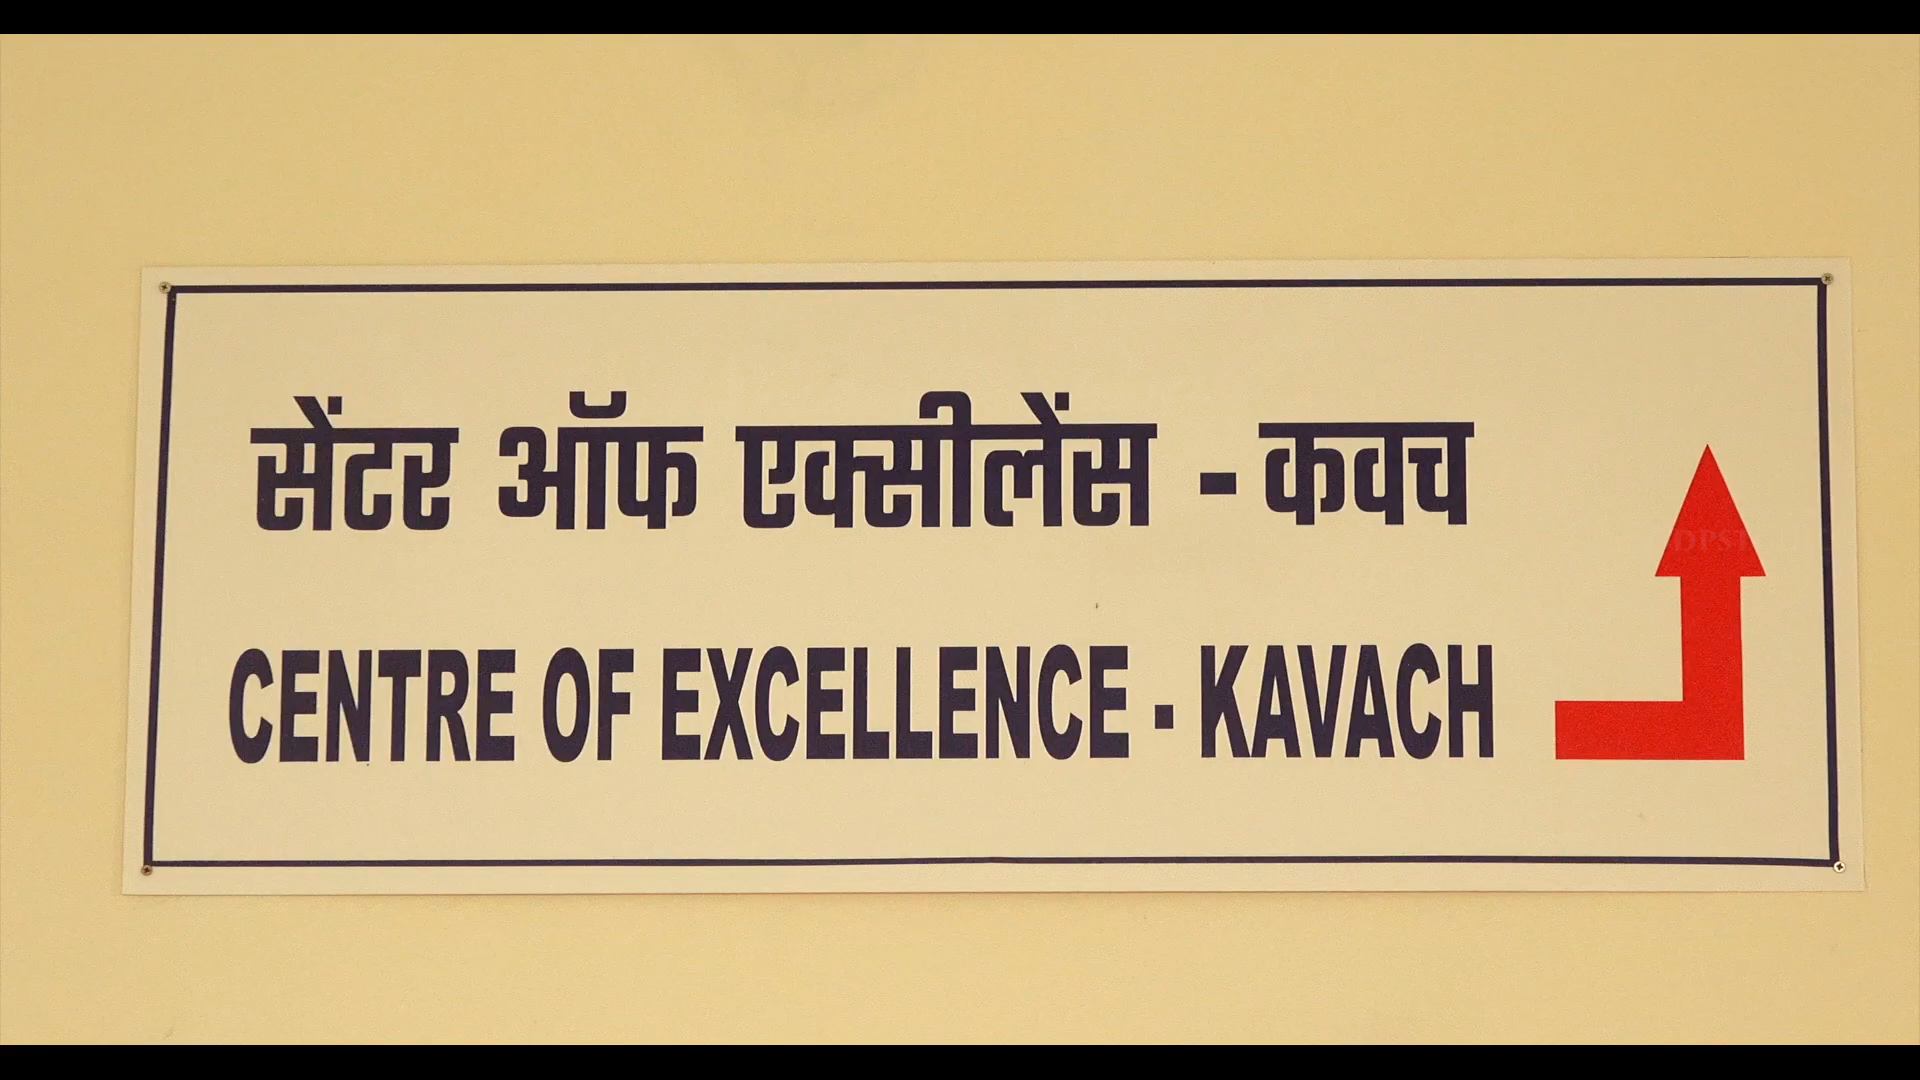 सेंटर ऑफ एक्सीलेंस - कवच
CENTRE OF EXCELLENCE - KAVACH